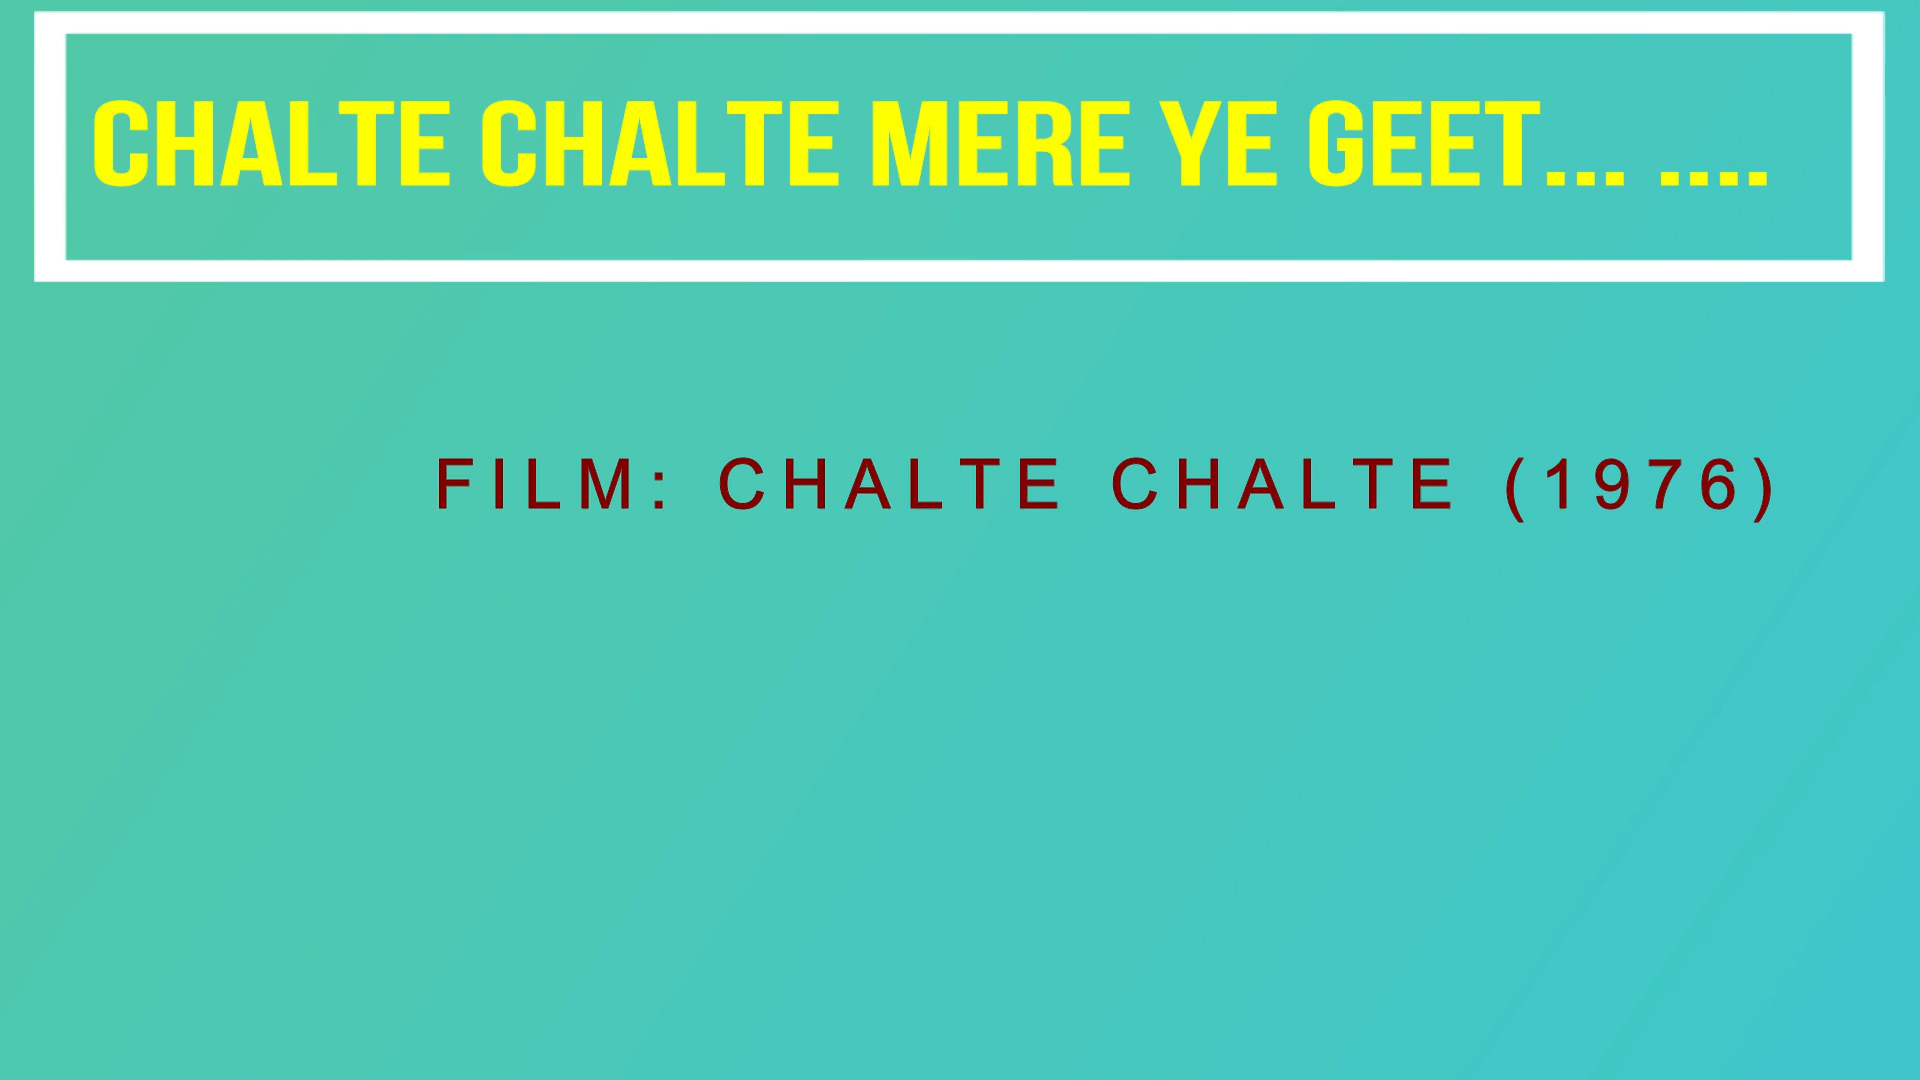 CHALTE CHALTE MERE YE GEET... ....
FILM: CHALTE CHALTE (1976)